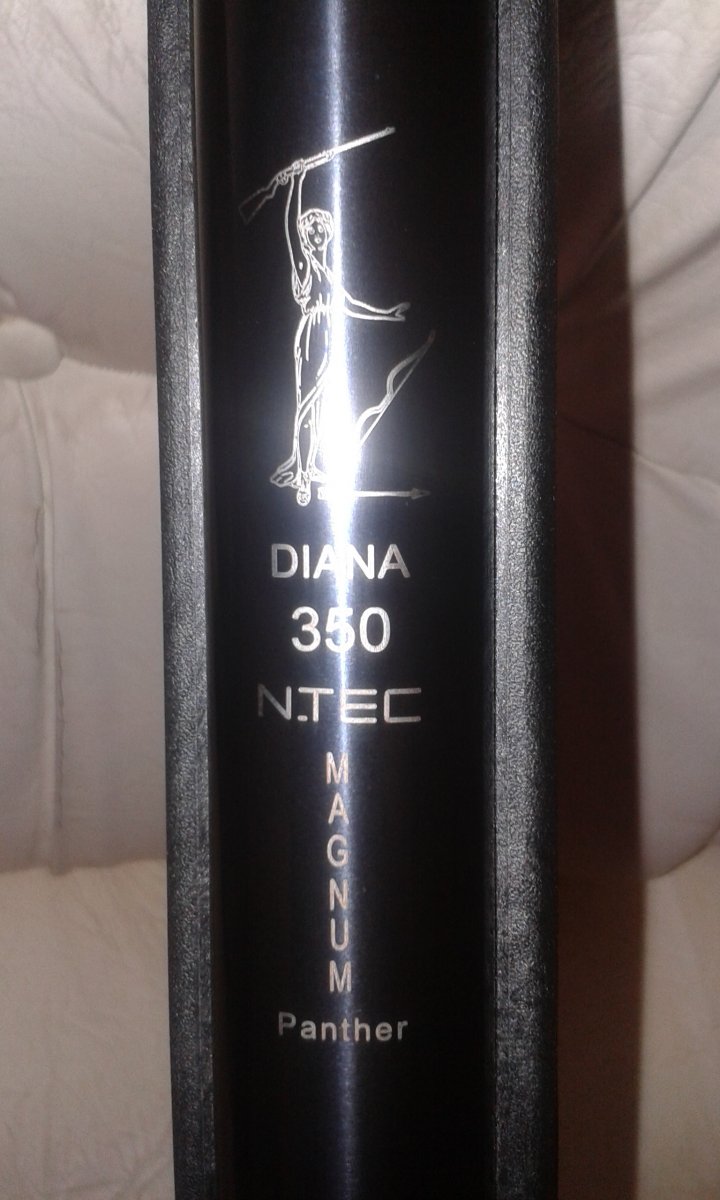 DIANA
350
N.TEC
MAGNUM
Panther